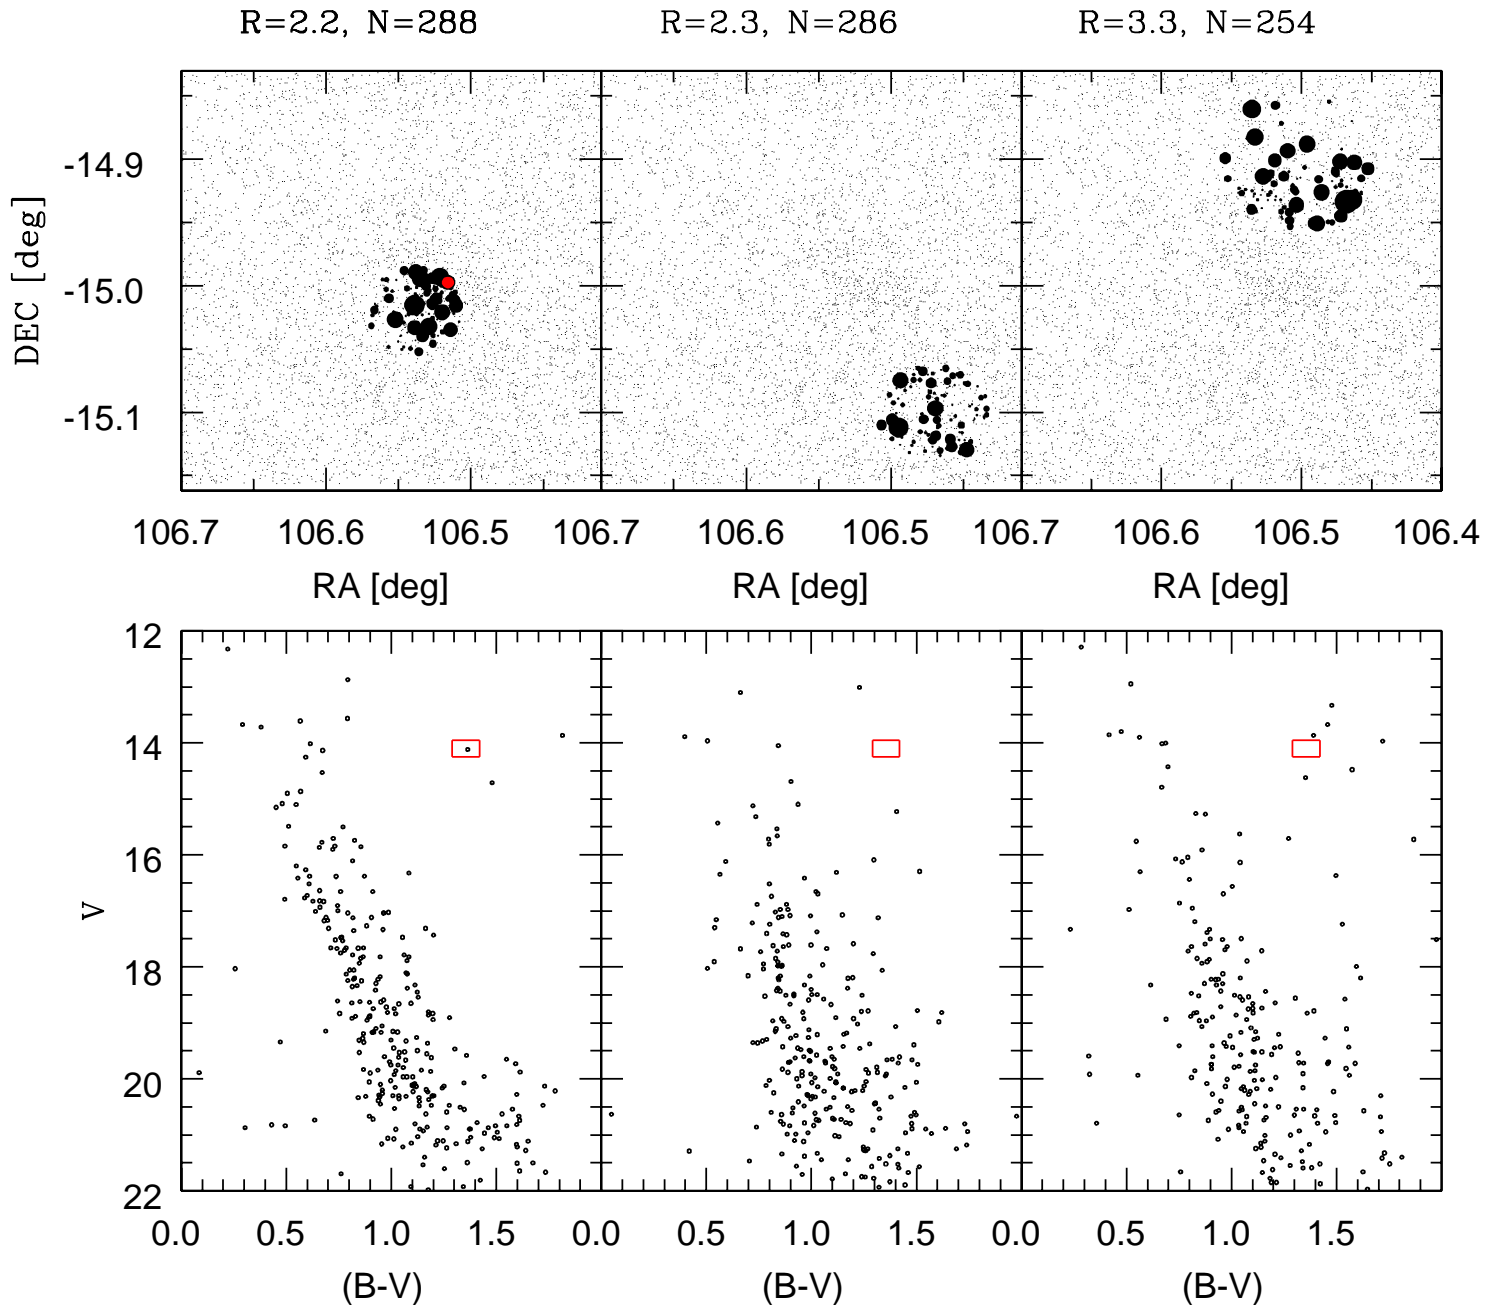 R=2.2, N=288 R=2.3, N=286 R=3.3, N=254
DEC [deg]
-14.9
-15.0
-15.1
106.7 106.6 106.5 106.7 106.6 106.5 106.7 106.6 106.5 106.4
RA [deg] RA [deg] RA [deg]
V
12
14
16
18
20
22
0.0 0.5 1.0 1.5 0.0 0.5 1.0 1.5 0.0 0.5 1.0 1.5
(B-V) (B-V) (B-V)